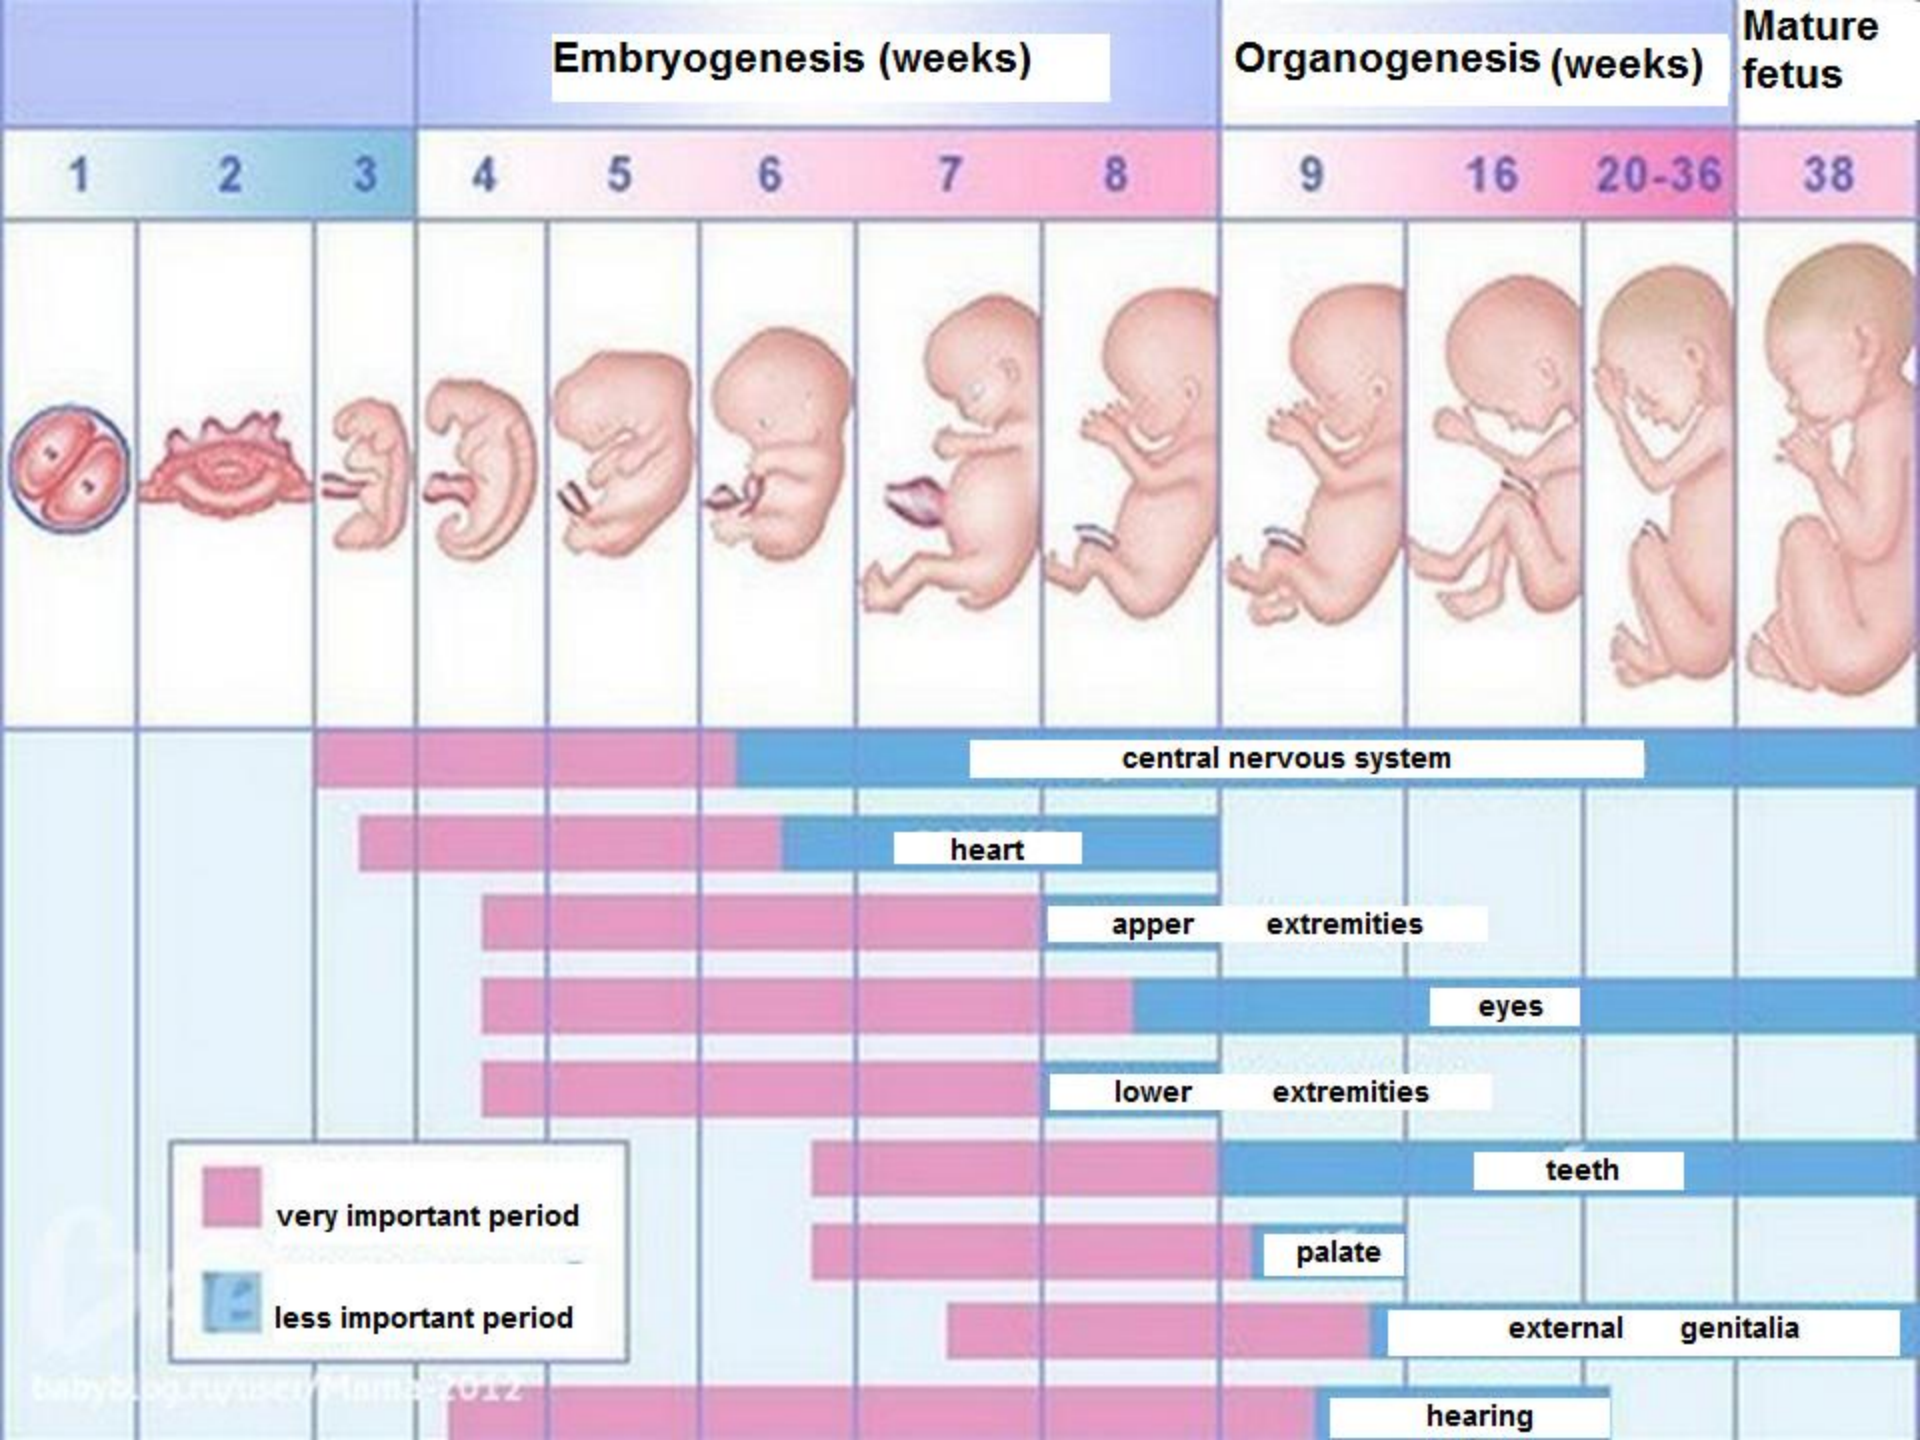 Embryogenesis (weeks)
Organogenesis (weeks)
Mature
fetus
1 2 3 4 5 6 7 8 9 16 20-36 38
central nervous system
heart
apper extremities
eyes
lower extremities
teeth
very important period
palate
less important period
external genitalia
hearing